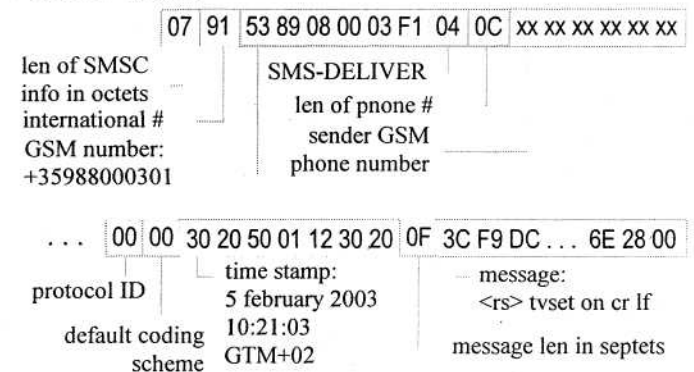 07 91 53 89 08 00 03 F1 04 0C xx xx xx xx xx xx
len of SMSC
info in octets
international #
GSM number:
+35988000301
SMS-DELIVER
len of pnone #
sender GSM
phone number
... 00 00 30 20 50 01 12 30 20 0F 3C F9 DC ... 6E 28 00
protocol ID
default coding
scheme
time stamp:
5 february 2003
10:21:03
GTM+02
message:
<rs> tvset on cr lf
message len in septets